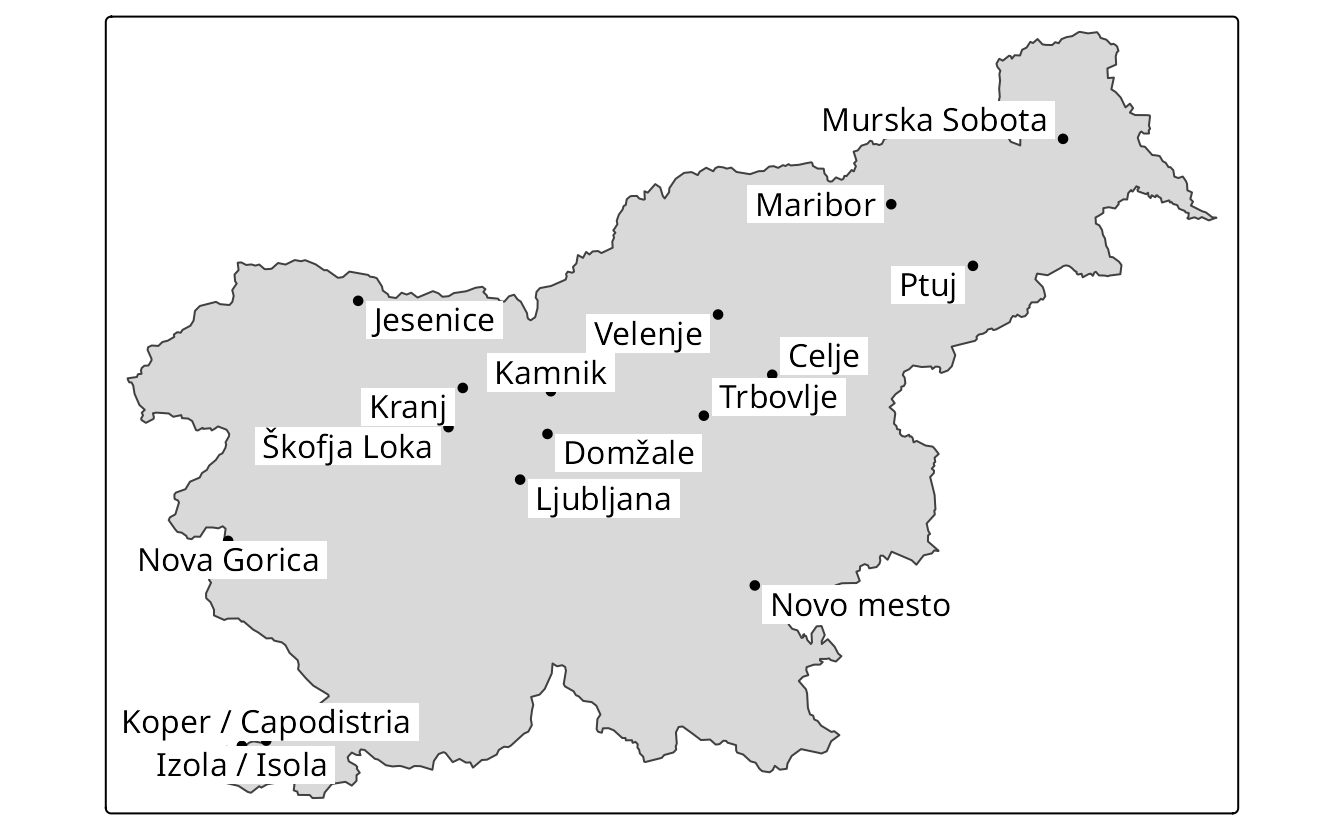 Murska Sobota
Maribor
Ptuj
Jesenice
Velenje
Celje
Kamnik
Trbovlje
Kranj
Škofja Loka
Domžale
Ljubljana
Nova Gorica
Novo mesto
Koper / Capodistria
Izola / Isola